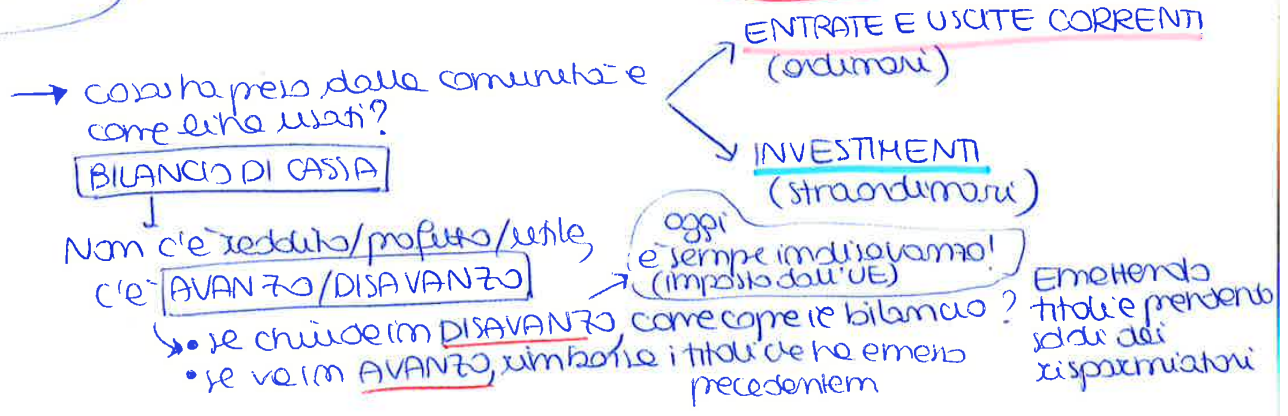 → cosa ha preso dalla comunità e
come li ha usati?
BILANCIO DI CASSA
ENTRATE E USCITE CORRENTI
(ordinari)
INVESTIMENTI
(straordinari)
Non c'è reddito/profitto/utile,
c'è AVANZO/DISAVANZO
oggi
è sempre in disavanzo!
(imposto dall'UE)
• se chiude in DISAVANZO, come copre il bilancio?
Emettendo
titoli e prendendo
soldi dai
risparmiatori
• se va in AVANZO, rimborsa i titoli che ha emesso
precedentem